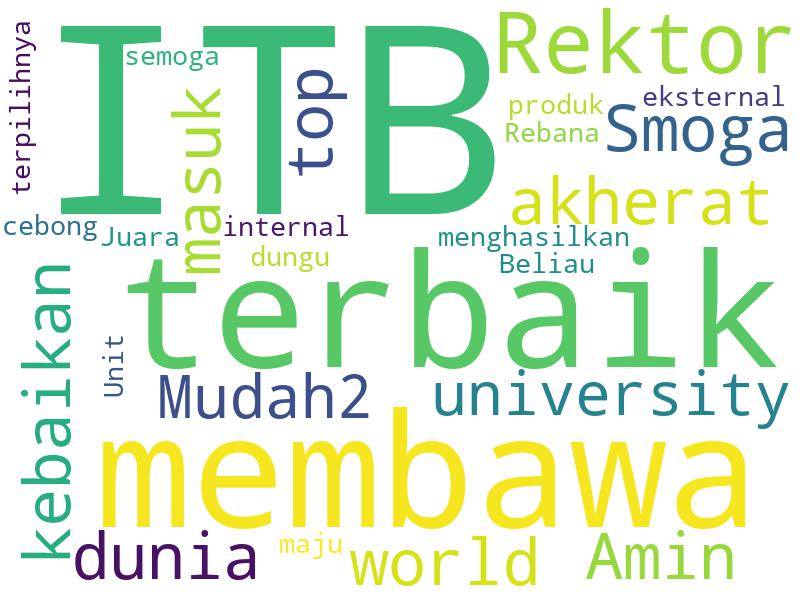 terpilihnya
ITB
semoga
masuk
top
Rektor
produk
eksternal
Rebana
Smoga
akherat
cebong
Juara
internal
dungu
menghasilkan
Beliau
terbaik
kebaikan
Unit
Mudah2
university
membawa
dunia
maju
world
Amin